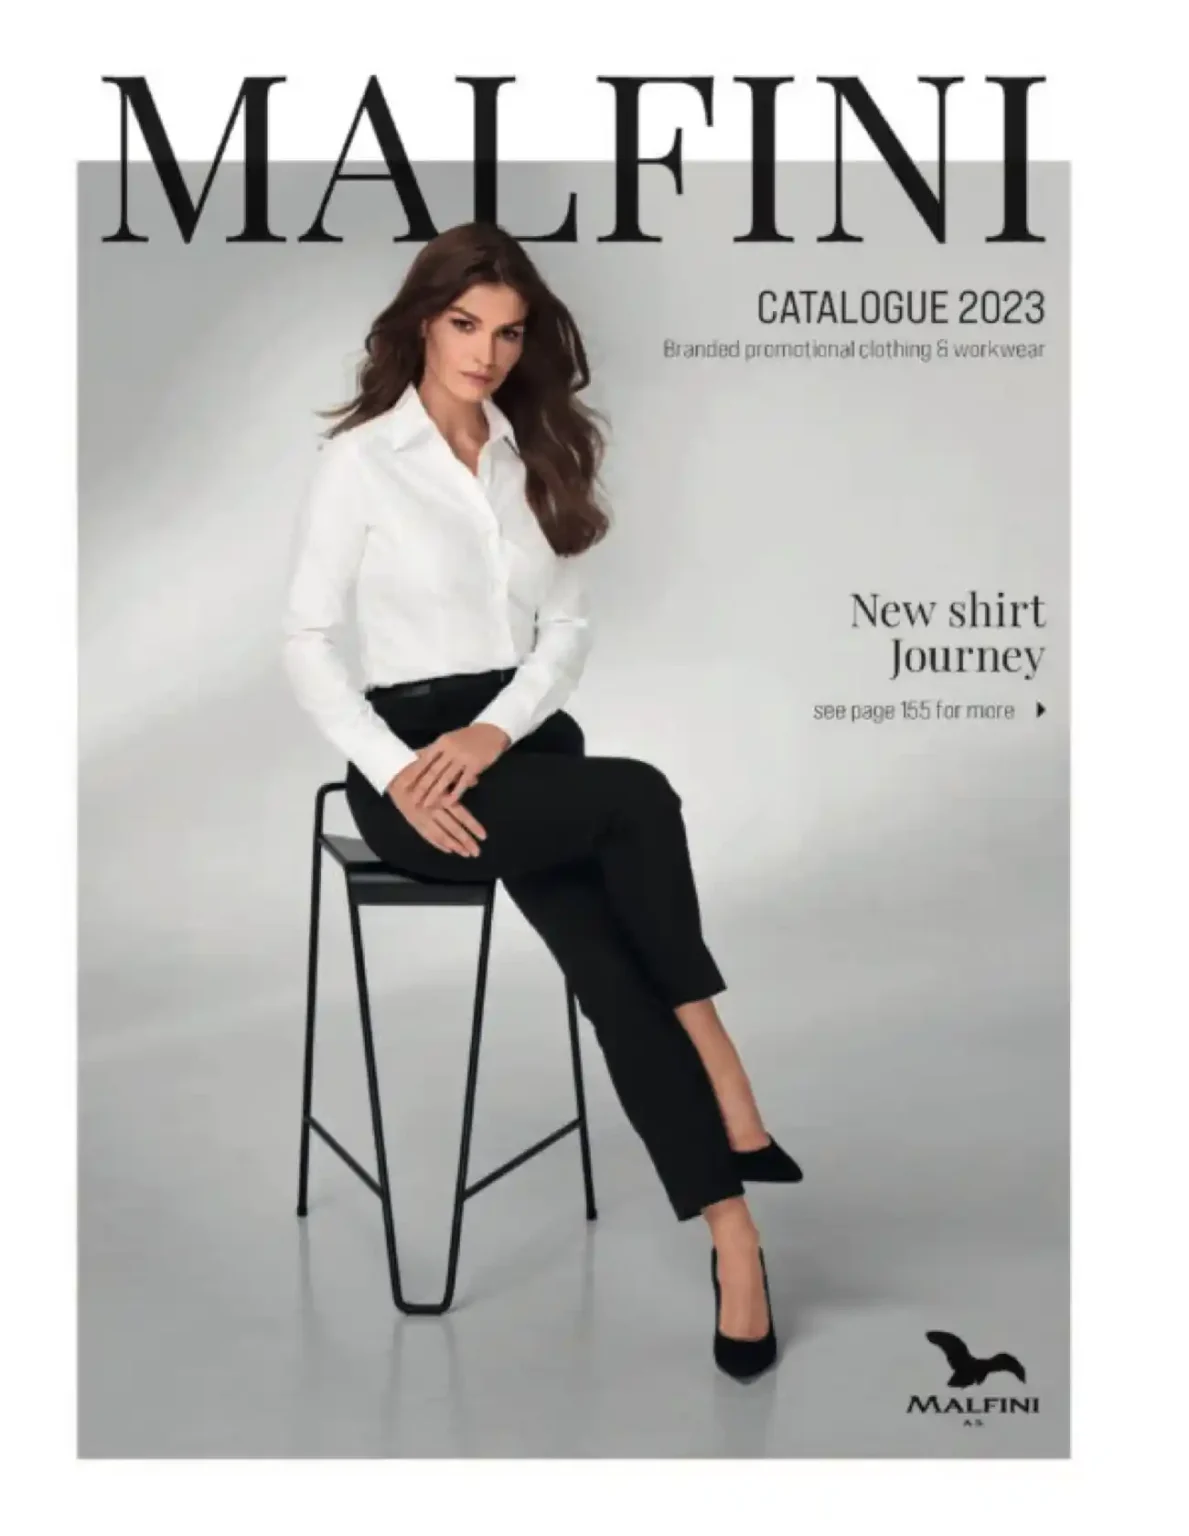 MALFINI
CATALOGUE 2023
Branded promotional clothing & workwear
New shirt
Journey
see page 155 for more
MALFINI
A.S.